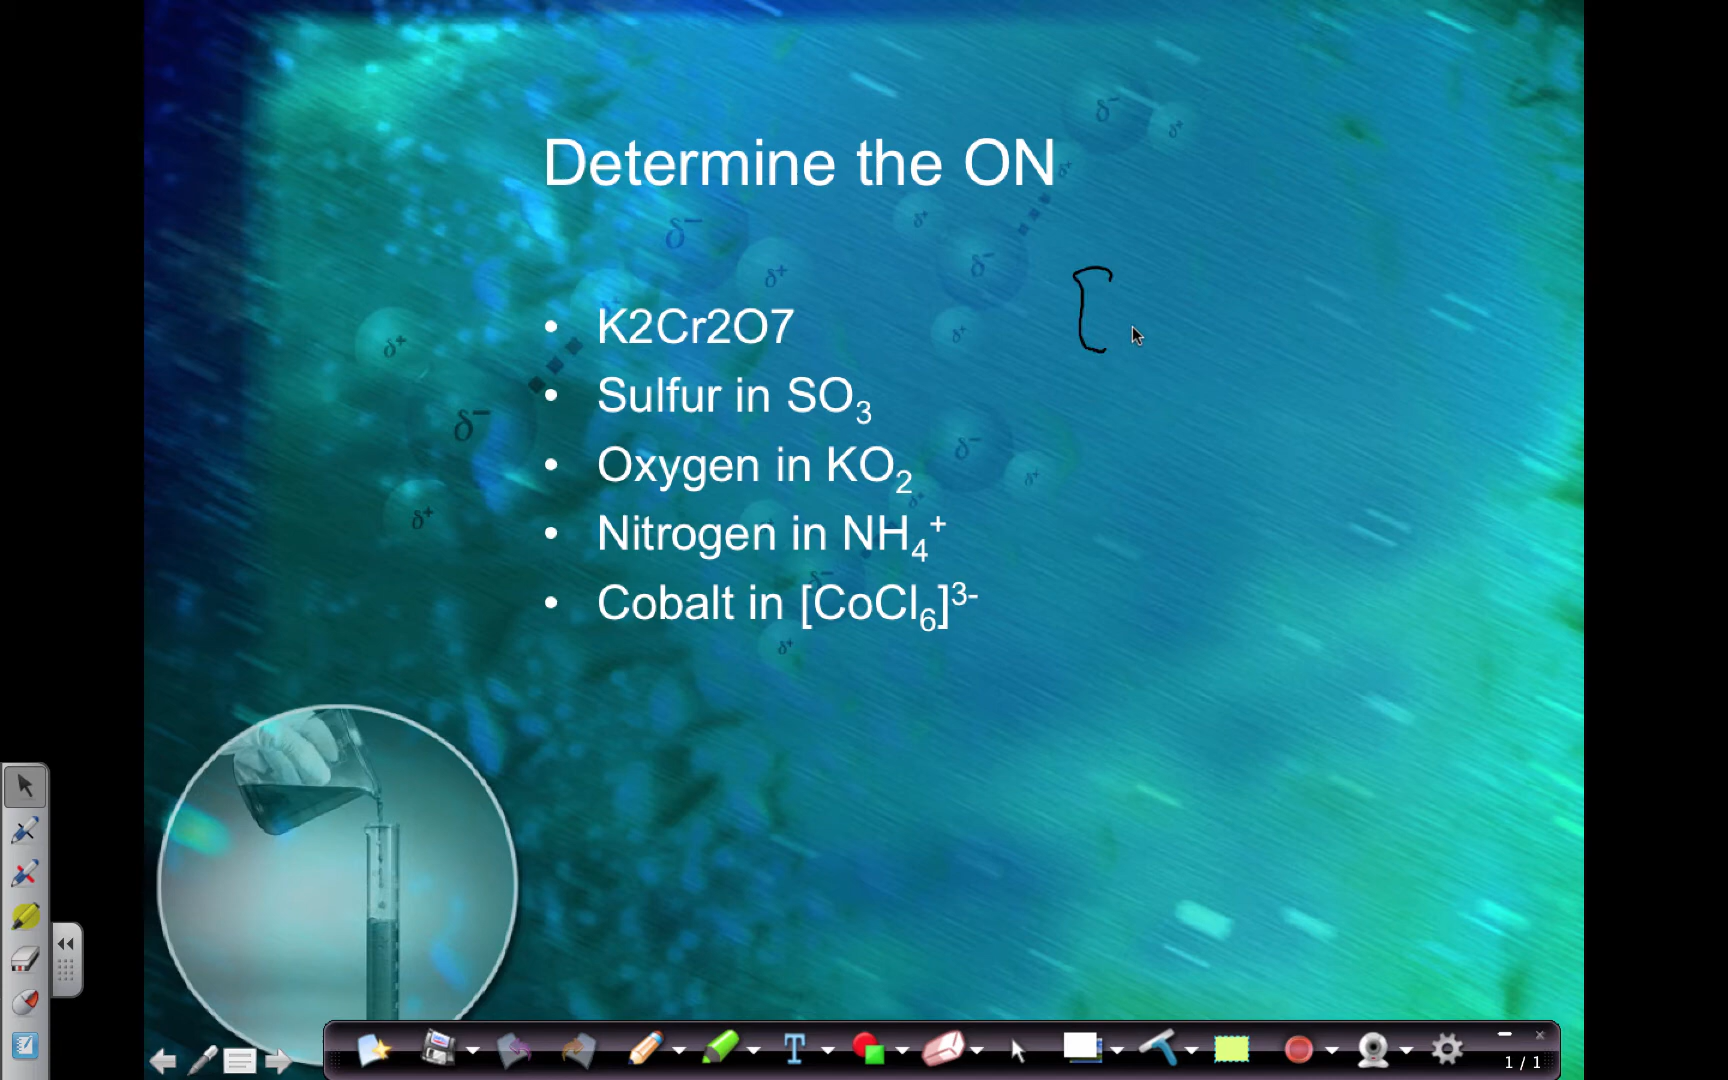 Determine the ON
[
• K2Cr2O7
• Sulfur in SO₃
• Oxygen in KO₂
• Nitrogen in NH₄⁺
• Cobalt in [CoCl₆]³⁻
δ⁻
δ⁺
δ⁺
δ⁻
δ⁺
δ⁺
δ⁻
δ⁺
δ⁺
δ⁺
δ⁻
δ⁻
δ⁺
δ⁺
δ⁺
δ⁻
δ⁺
T
1 / 1